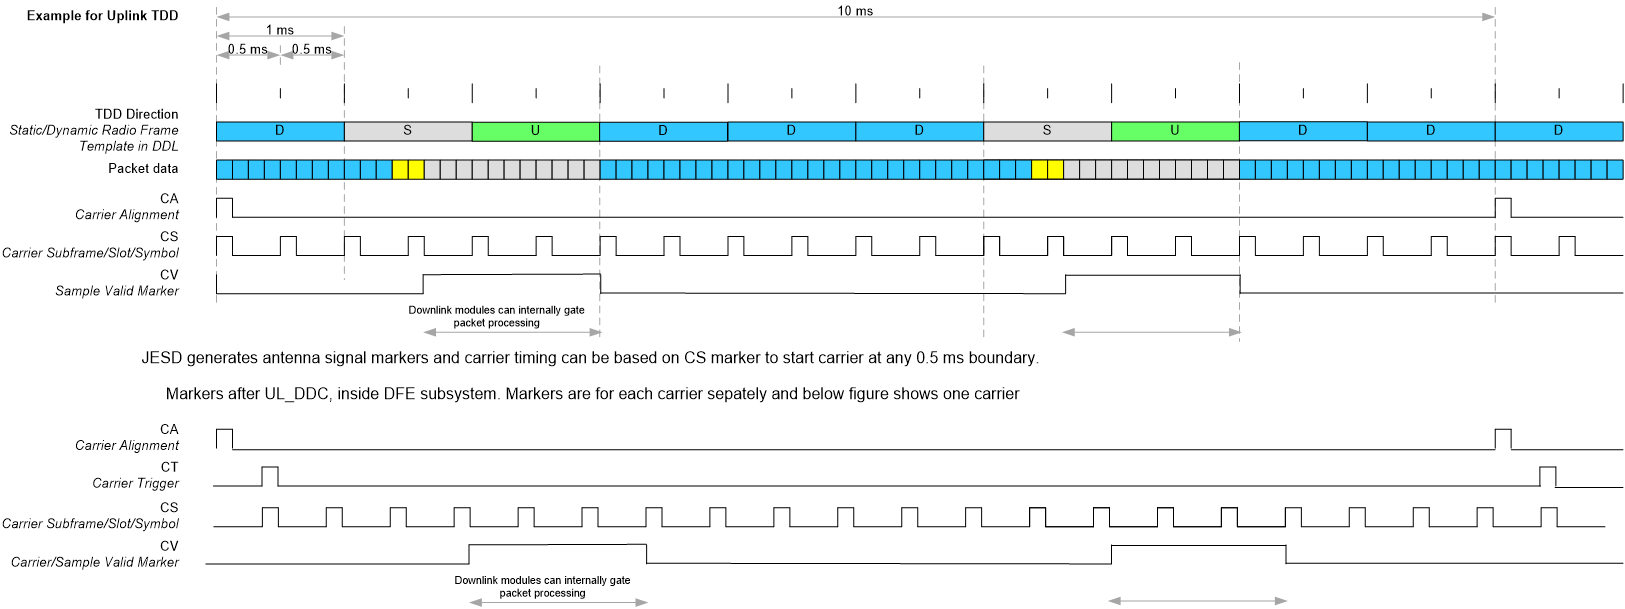 Example for Uplink TDD
10 ms
1 ms
0.5 ms
0.5 ms
TDD Direction
Static/Dynamic Radio Frame
Template in DDL
D
S
U
D
D
D
S
U
D
D
D
Packet data
CA
Carrier Alignment
CS
Carrier Subframe/Slot/Symbol
CV
Sample Valid Marker
Downlink modules can internally gate
packet processing
JESD generates antenna signal markers and carrier timing can be based on CS marker to start carrier at any 0.5 ms boundary.
Markers after UL_DDC, inside DFE subsystem. Markers are for each carrier sepately and below figure shows one carrier
CA
Carrier Alignment
CT
Carrier Trigger
CS
Carrier Subframe/Slot/Symbol
CV
Carrier/Sample Valid Marker
Downlink modules can internally gate
packet processing